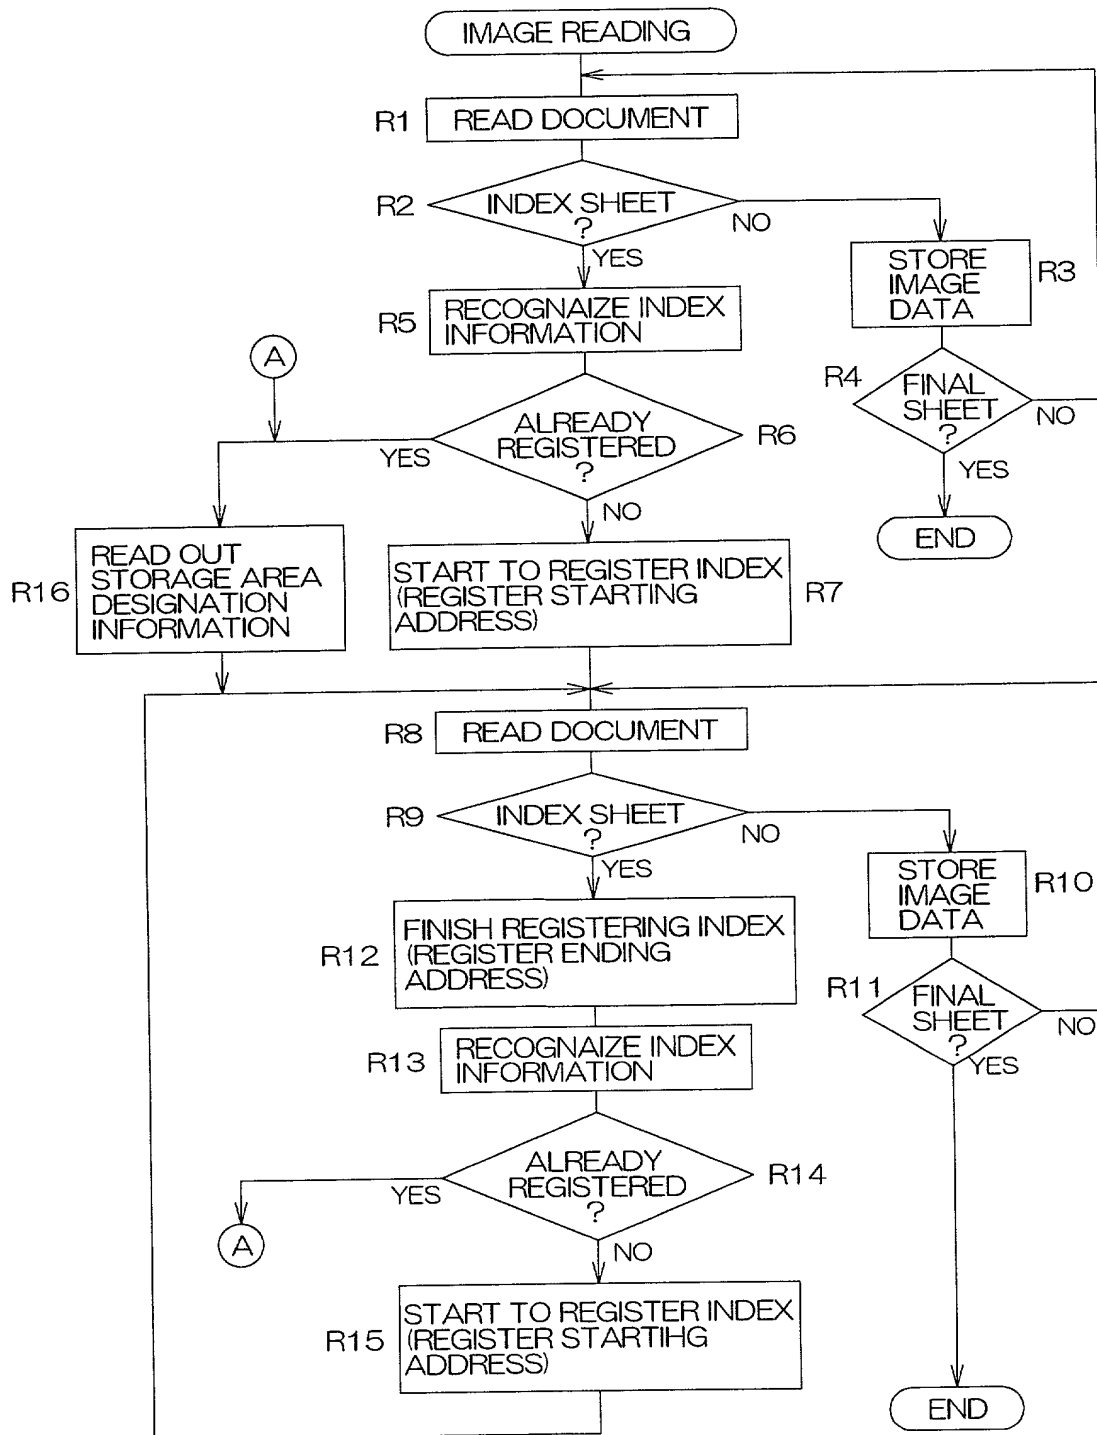 IMAGE READING
R1
READ DOCUMENT
R2
INDEX SHEET
?
NO
YES
STORE
IMAGE
DATA
R3
R5
RECOGNAIZE INDEX
INFORMATION
A
R4
FINAL
SHEET
?
NO
YES
END
ALREADY
REGISTERED
?
R6
YES
NO
R16
READ OUT
STORAGE AREA
DESIGNATION
INFORMATION
START TO REGISTER INDEX
(REGISTER STARTING
ADDRESS)
R7
R8
READ DOCUMENT
R9
INDEX SHEET
?
NO
YES
STORE
IMAGE
DATA
R10
R12
FINISH REGISTERING INDEX
(REGISTER ENDING
ADDRESS)
R11
FINAL
SHEET
?
NO
YES
R13
RECOGNAIZE INDEX
INFORMATION
ALREADY
REGISTERED
?
R14
YES
A
NO
R15
START TO REGISTER INDEX
(REGISTER STARTIHG
ADDRESS)
END